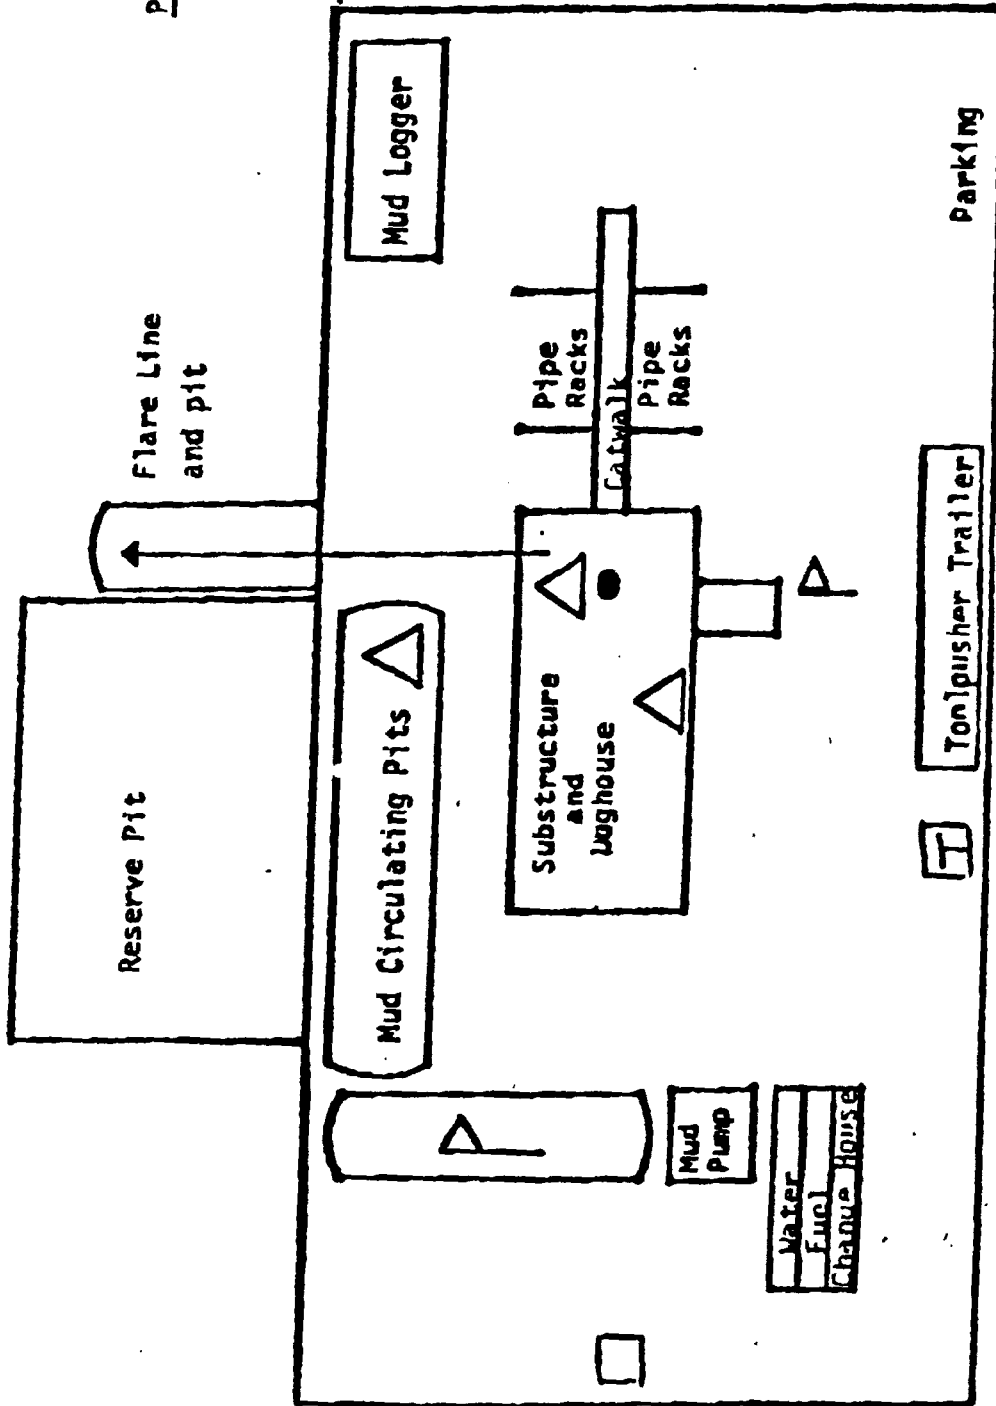 P
Reserve Pit
Flare Line
and pit
Mud Logger
Mud Circulating Pits
Substructure
and
Doghouse
Pipe
Racks
Catwalk
Pipe
Racks
Mud
Pump
Water
Fuel
Change House
T
Toolpusher Trailer
Parking